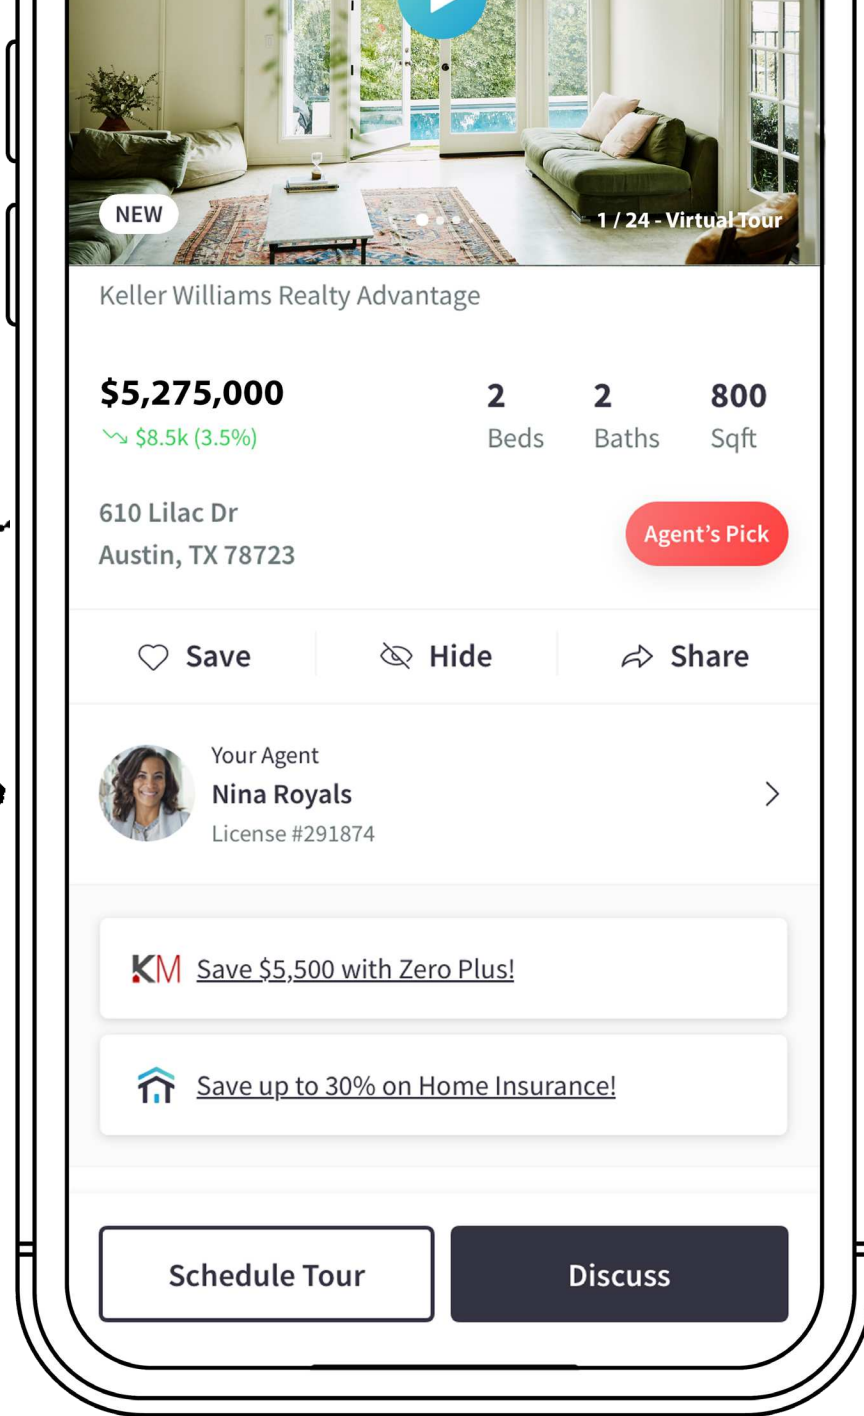 NEW
1 / 24 - Virtual Tour
Keller Williams Realty Advantage
$5,275,000
2
2
800
$8.5k (3.5%)
Beds
Baths
Sqft
610 Lilac Dr
Austin, TX 78723
Agent's Pick
Save
Hide
Share
Your Agent
Nina Royals
License #291874
KM Save $5,500 with Zero Plus!
Save up to 30% on Home Insurance!
Schedule Tour
Discuss